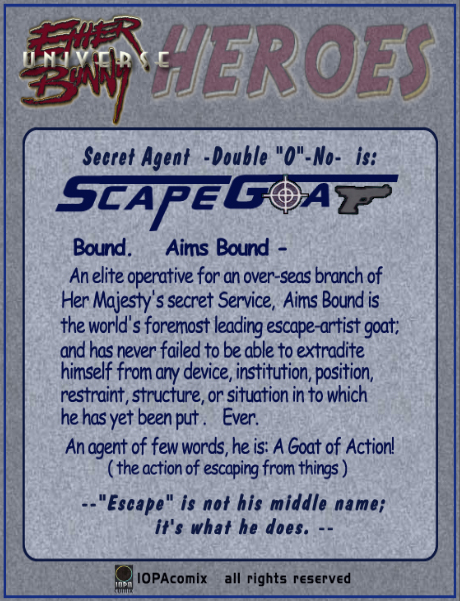 Ether
UNIVERSE
Bunny
HEROES
Secret Agent -Double "O"-No- is:
SCAPEGOAT
Bound. Aims Bound -
An elite operative for an over-seas branch of
Her Majesty's secret Service, Aims Bound is
the world's foremost leading escape-artist goat;
and has never failed to be able to extradite
himself from any device, institution, position,
restraint, structure, or situation in to which
he has yet been put . Ever.
An agent of few words, he is: A Goat of Action!
( the action of escaping from things )
--"Escape" is not his middle name;
it's what he does. --
IOPAcomix all rights reserved
IOPA
COMIX